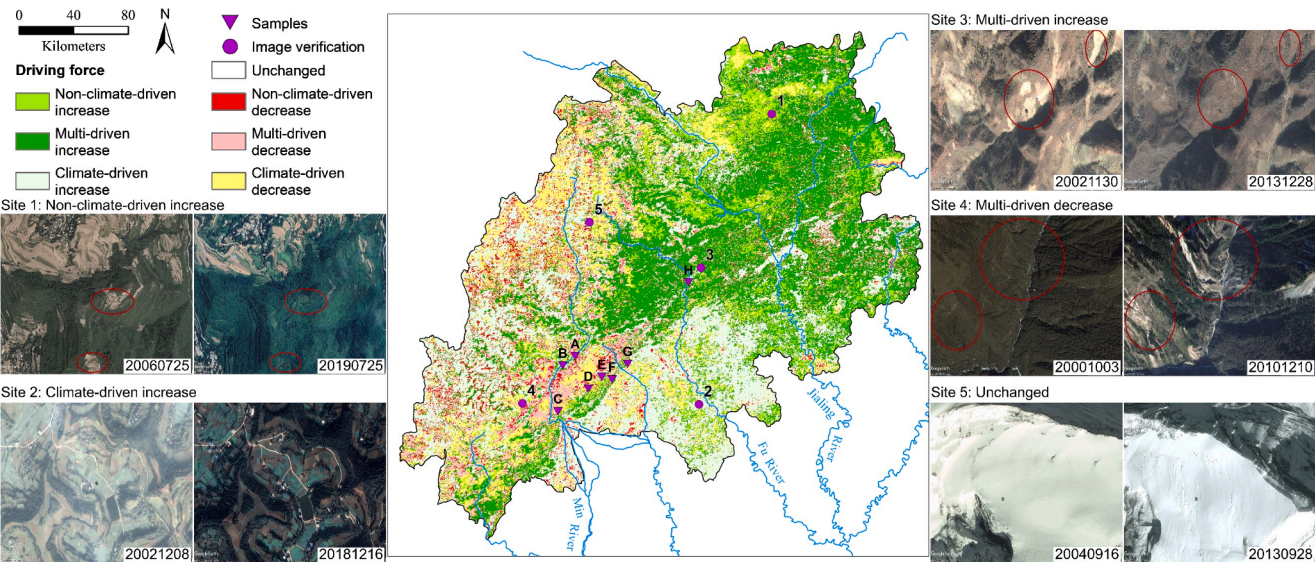 0 40 80
Kilometers
N
Samples
Image verification
Driving force
Unchanged
Non-climate-driven
increase
Non-climate-driven
decrease
Multi-driven
increase
Multi-driven
decrease
Climate-driven
increase
Climate-driven
decrease
Site 1: Non-climate-driven increase
20060725
20190725
Site 2: Climate-driven increase
20021208
GoogleEarth
20181216
1
5
3
H
A
B
G
E
F
D
4
C
2
Min River
Fu River
Jialing River
Site 3: Multi-driven increase
20021130
20131228
Site 4: Multi-driven decrease
20001003
20101210
Site 5: Unchanged
20040916
20130928